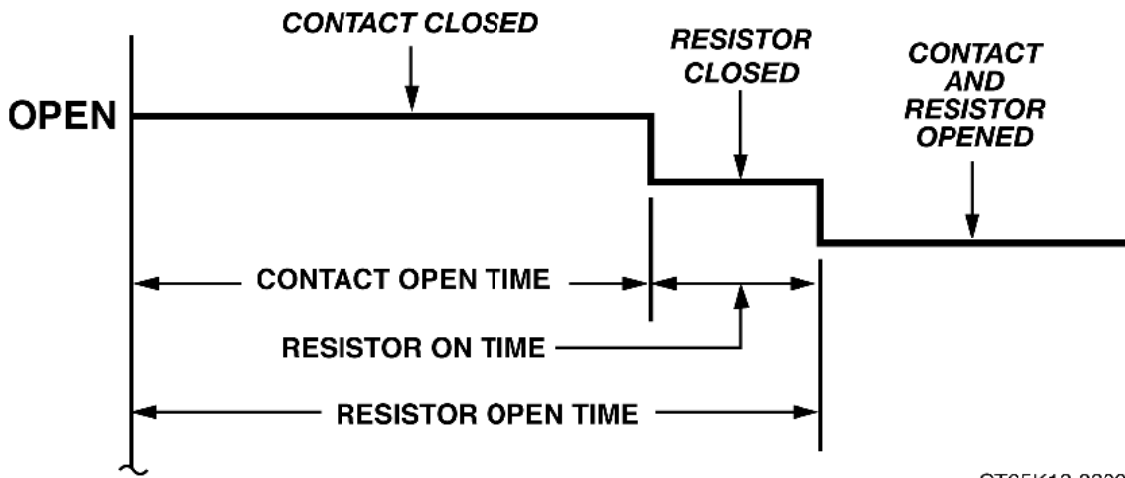 CONTACT CLOSED
RESISTOR
CLOSED
CONTACT
AND
RESISTOR
OPENED
OPEN
CONTACT OPEN TIME
RESISTOR ON TIME
RESISTOR OPEN TIME